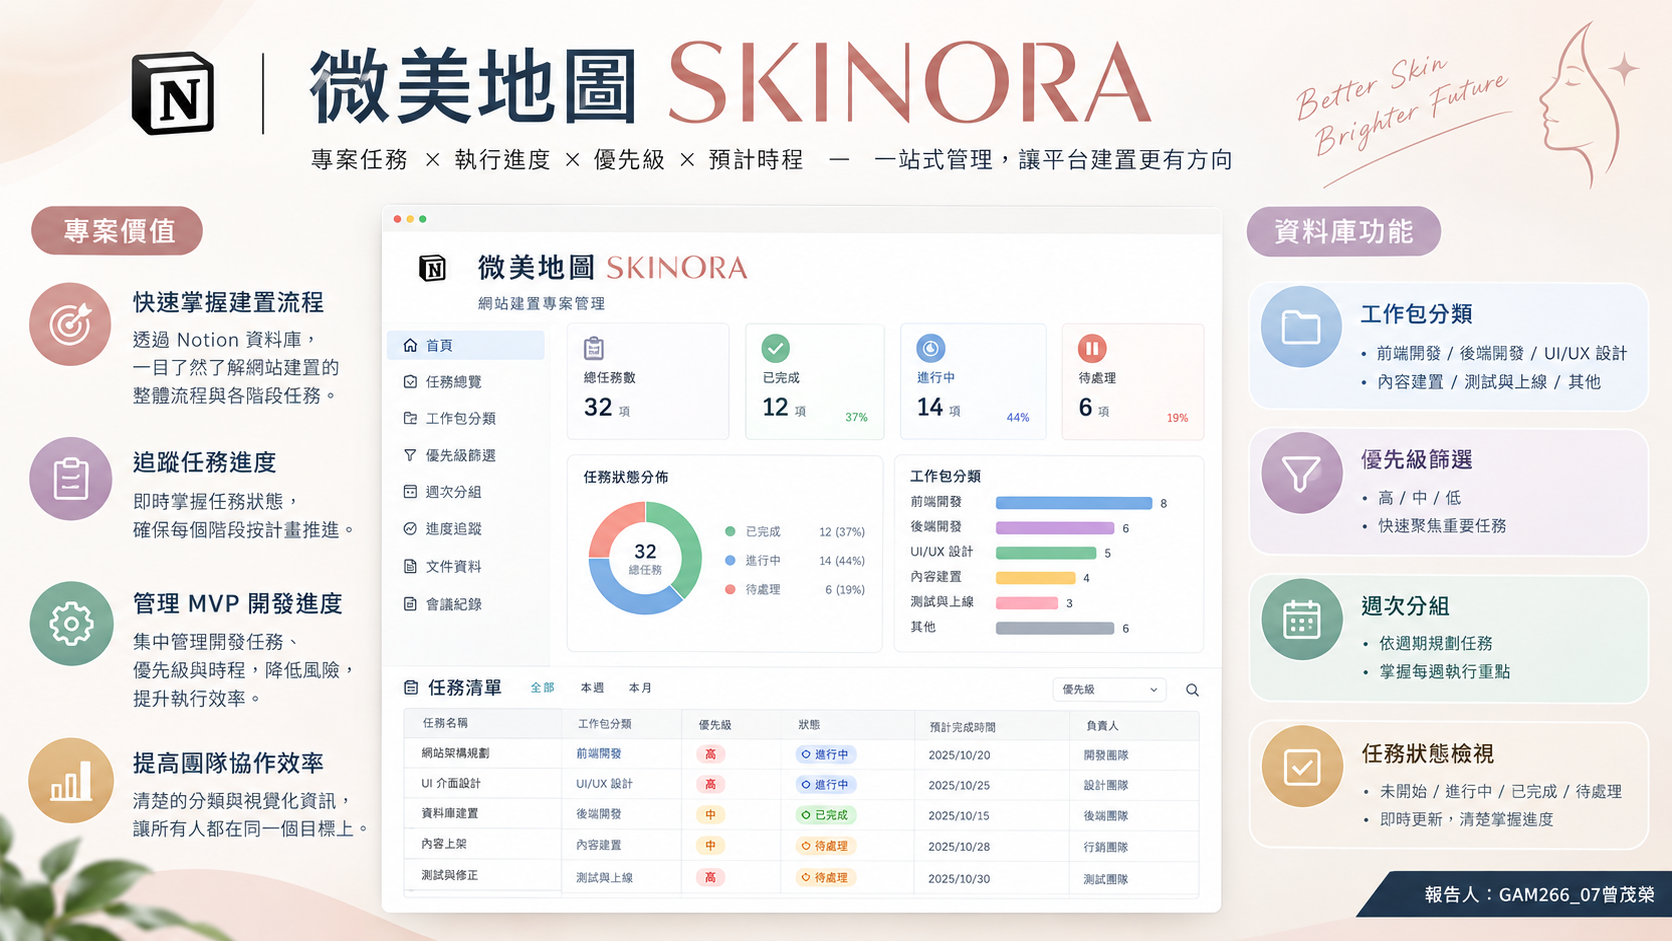 N
微美地圖 SKINORA
專案任務 × 執行進度 × 優先級 × 預計時程 — 一站式管理，讓平台建置更有方向
Better Skin
Brighter Future
專案價值
快速掌握建置流程
透過 Notion 資料庫，
一目了然了解網站建置的
整體流程與各階段任務。
追蹤任務進度
即時掌握任務狀態，
確保每個階段按計畫推進。
管理 MVP 開發進度
集中管理開發任務、
優先級與時程，降低風險，
提升執行效率。
提高團隊協作效率
清楚的分類與視覺化資訊，
讓所有人都在同一個目標上。
N
微美地圖 SKINORA
網站建置專案管理
首頁
任務總覽
工作包分類
優先級篩選
週次分組
進度追蹤
文件資料
會議紀錄
總任務數
32 項
已完成
12 項
37%
進行中
14 項
44%
待處理
6 項
19%
任務狀態分佈
32
總任務
已完成 12 (37%)
進行中 14 (44%)
待處理 6 (19%)
工作包分類
前端開發 8
後端開發 6
UI/UX 設計 5
內容建置 4
測試與上線 3
其他 6
任務清單 全部 本週 本月 優先級
任務名稱 工作包分類 優先級 狀態 預計完成時間 負責人
網站架構規劃 前端開發 高 進行中 2025/10/20 開發團隊
UI 介面設計 UI/UX 設計 高 進行中 2025/10/25 設計團隊
資料庫建置 後端開發 中 已完成 2025/10/15 後端團隊
內容上架 內容建置 中 待處理 2025/10/28 行銷團隊
測試與修正 測試與上線 高 待處理 2025/10/30 測試團隊
資料庫功能
工作包分類
• 前端開發 / 後端開發 / UI/UX 設計
• 內容建置 / 測試與上線 / 其他
優先級篩選
• 高 / 中 / 低
• 快速聚焦重要任務
週次分組
• 依週期規劃任務
• 掌握每週執行重點
任務狀態檢視
• 未開始 / 進行中 / 已完成 / 待處理
• 即時更新，清楚掌握進度
報告人：GAM266_07曾茂榮